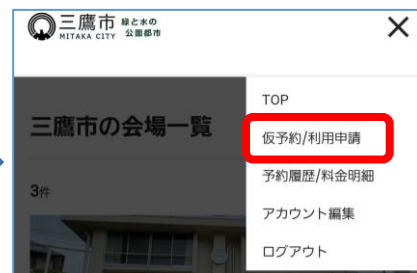 三鷹市 緑と水の
MITAKA CITY 公園都市
TOP
三鷹市の会場一覧
仮予約/利用申請
予約履歴/料金明細
3件
アカウント編集
ログアウト